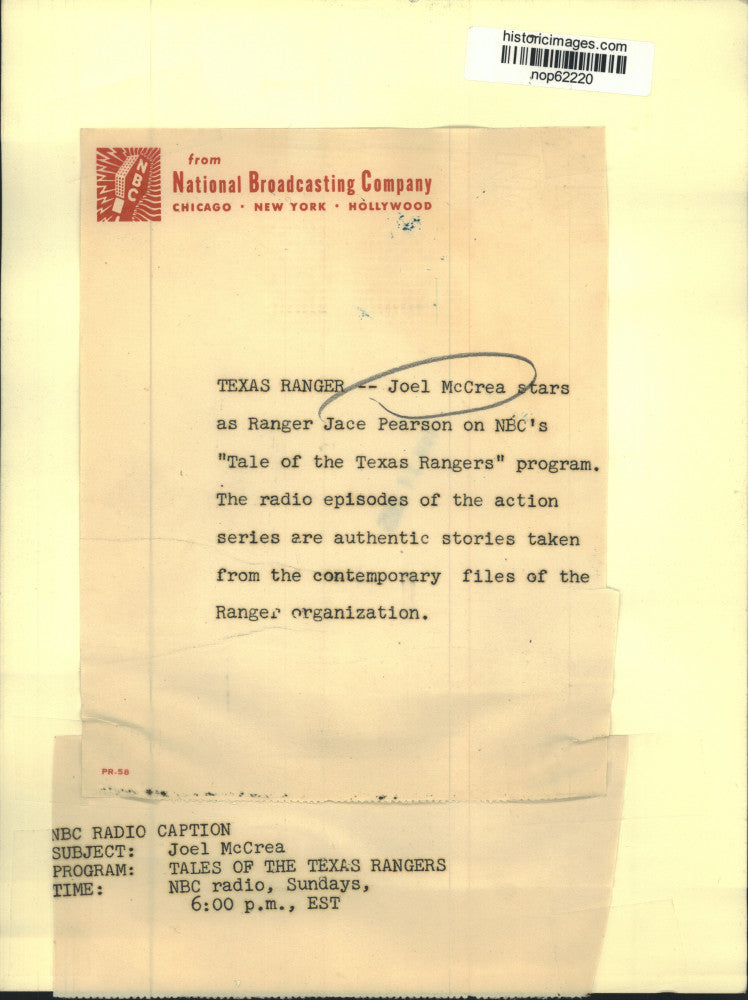 historicimages.com
nop62220
from
National Broadcasting Company
CHICAGO · NEW YORK · HOLLYWOOD
NBC
TEXAS RANGER -- Joel McCrea stars
as Ranger Jace Pearson on NBC's
"Tale of the Texas Rangers" program.
The radio episodes of the action
series are authentic stories taken
from the contemporary files of the
Ranger organization.
PR-58
NBC RADIO CAPTION
SUBJECT: Joel McCrea
PROGRAM: TALES OF THE TEXAS RANGERS
TIME: NBC radio, Sundays,
6:00 p.m., EST